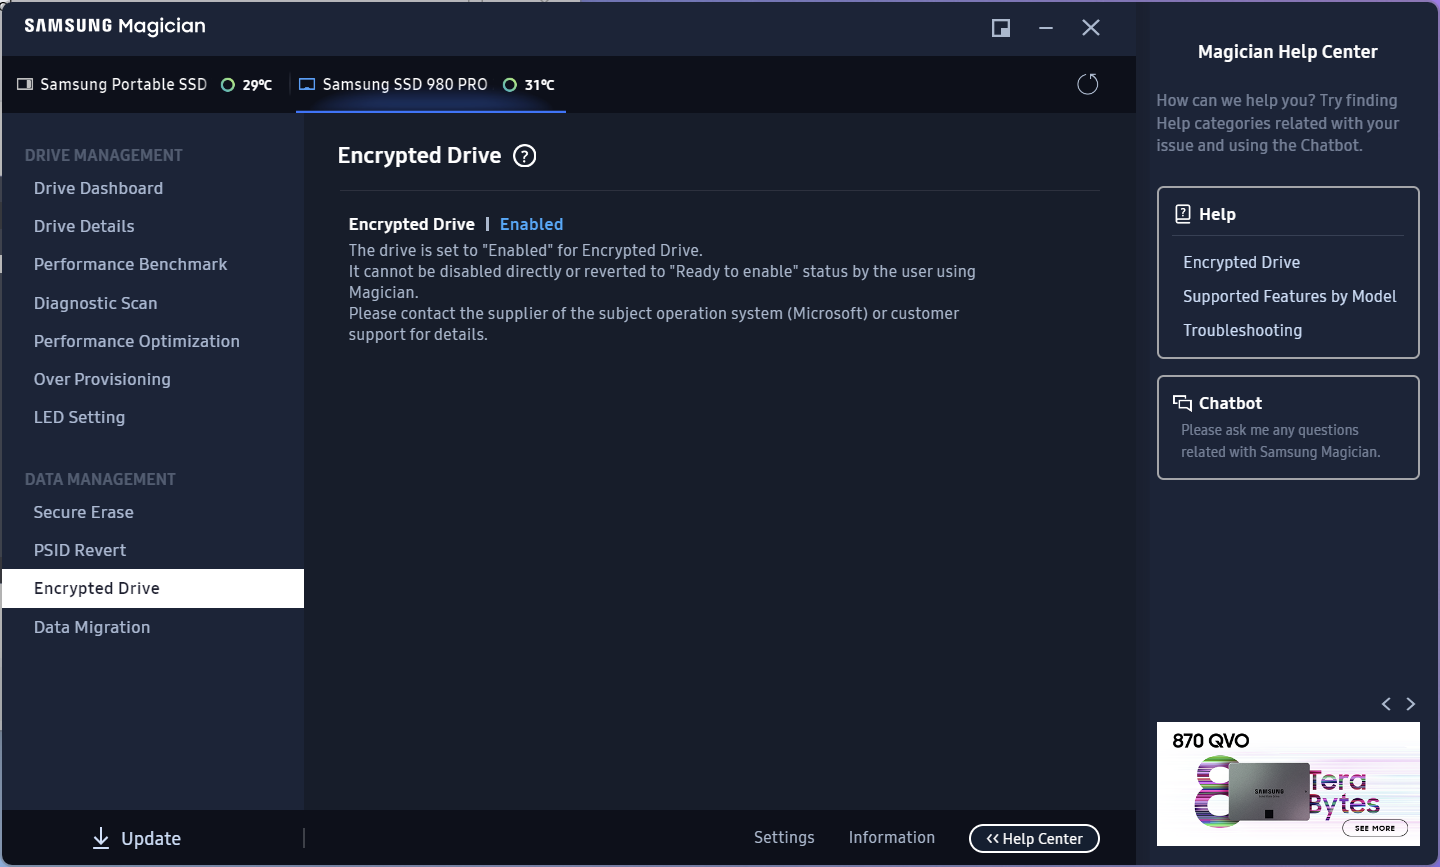 SAMSUNG Magician
Samsung Portable SSD 29℃ Samsung SSD 980 PRO 31℃
DRIVE MANAGEMENT
Drive Dashboard
Drive Details
Performance Benchmark
Diagnostic Scan
Performance Optimization
Over Provisioning
LED Setting
DATA MANAGEMENT
Secure Erase
PSID Revert
Encrypted Drive
Data Migration
Update
Encrypted Drive ?
Encrypted Drive | Enabled
The drive is set to "Enabled" for Encrypted Drive.
It cannot be disabled directly or reverted to "Ready to enable" status by the user using
Magician.
Please contact the supplier of the subject operation system (Microsoft) or customer
support for details.
Settings Information << Help Center
Magician Help Center
How can we help you? Try finding
Help categories related with your
issue and using the Chatbot.
Help
Encrypted Drive
Supported Features by Model
Troubleshooting
Chatbot
Please ask me any questions
related with Samsung Magician.
< >
870 QVO
8 Tera
Bytes
SAMSUNG
SEE MORE